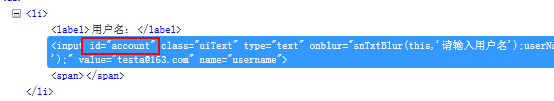 <li>
<label>用户名：</label>
<input id="account" class="uiText" type="text" onblur="snTxtBlur(this,'请输入用户名');userNa
');" value="testa@163.com" name="username">
<span></span>
</li>